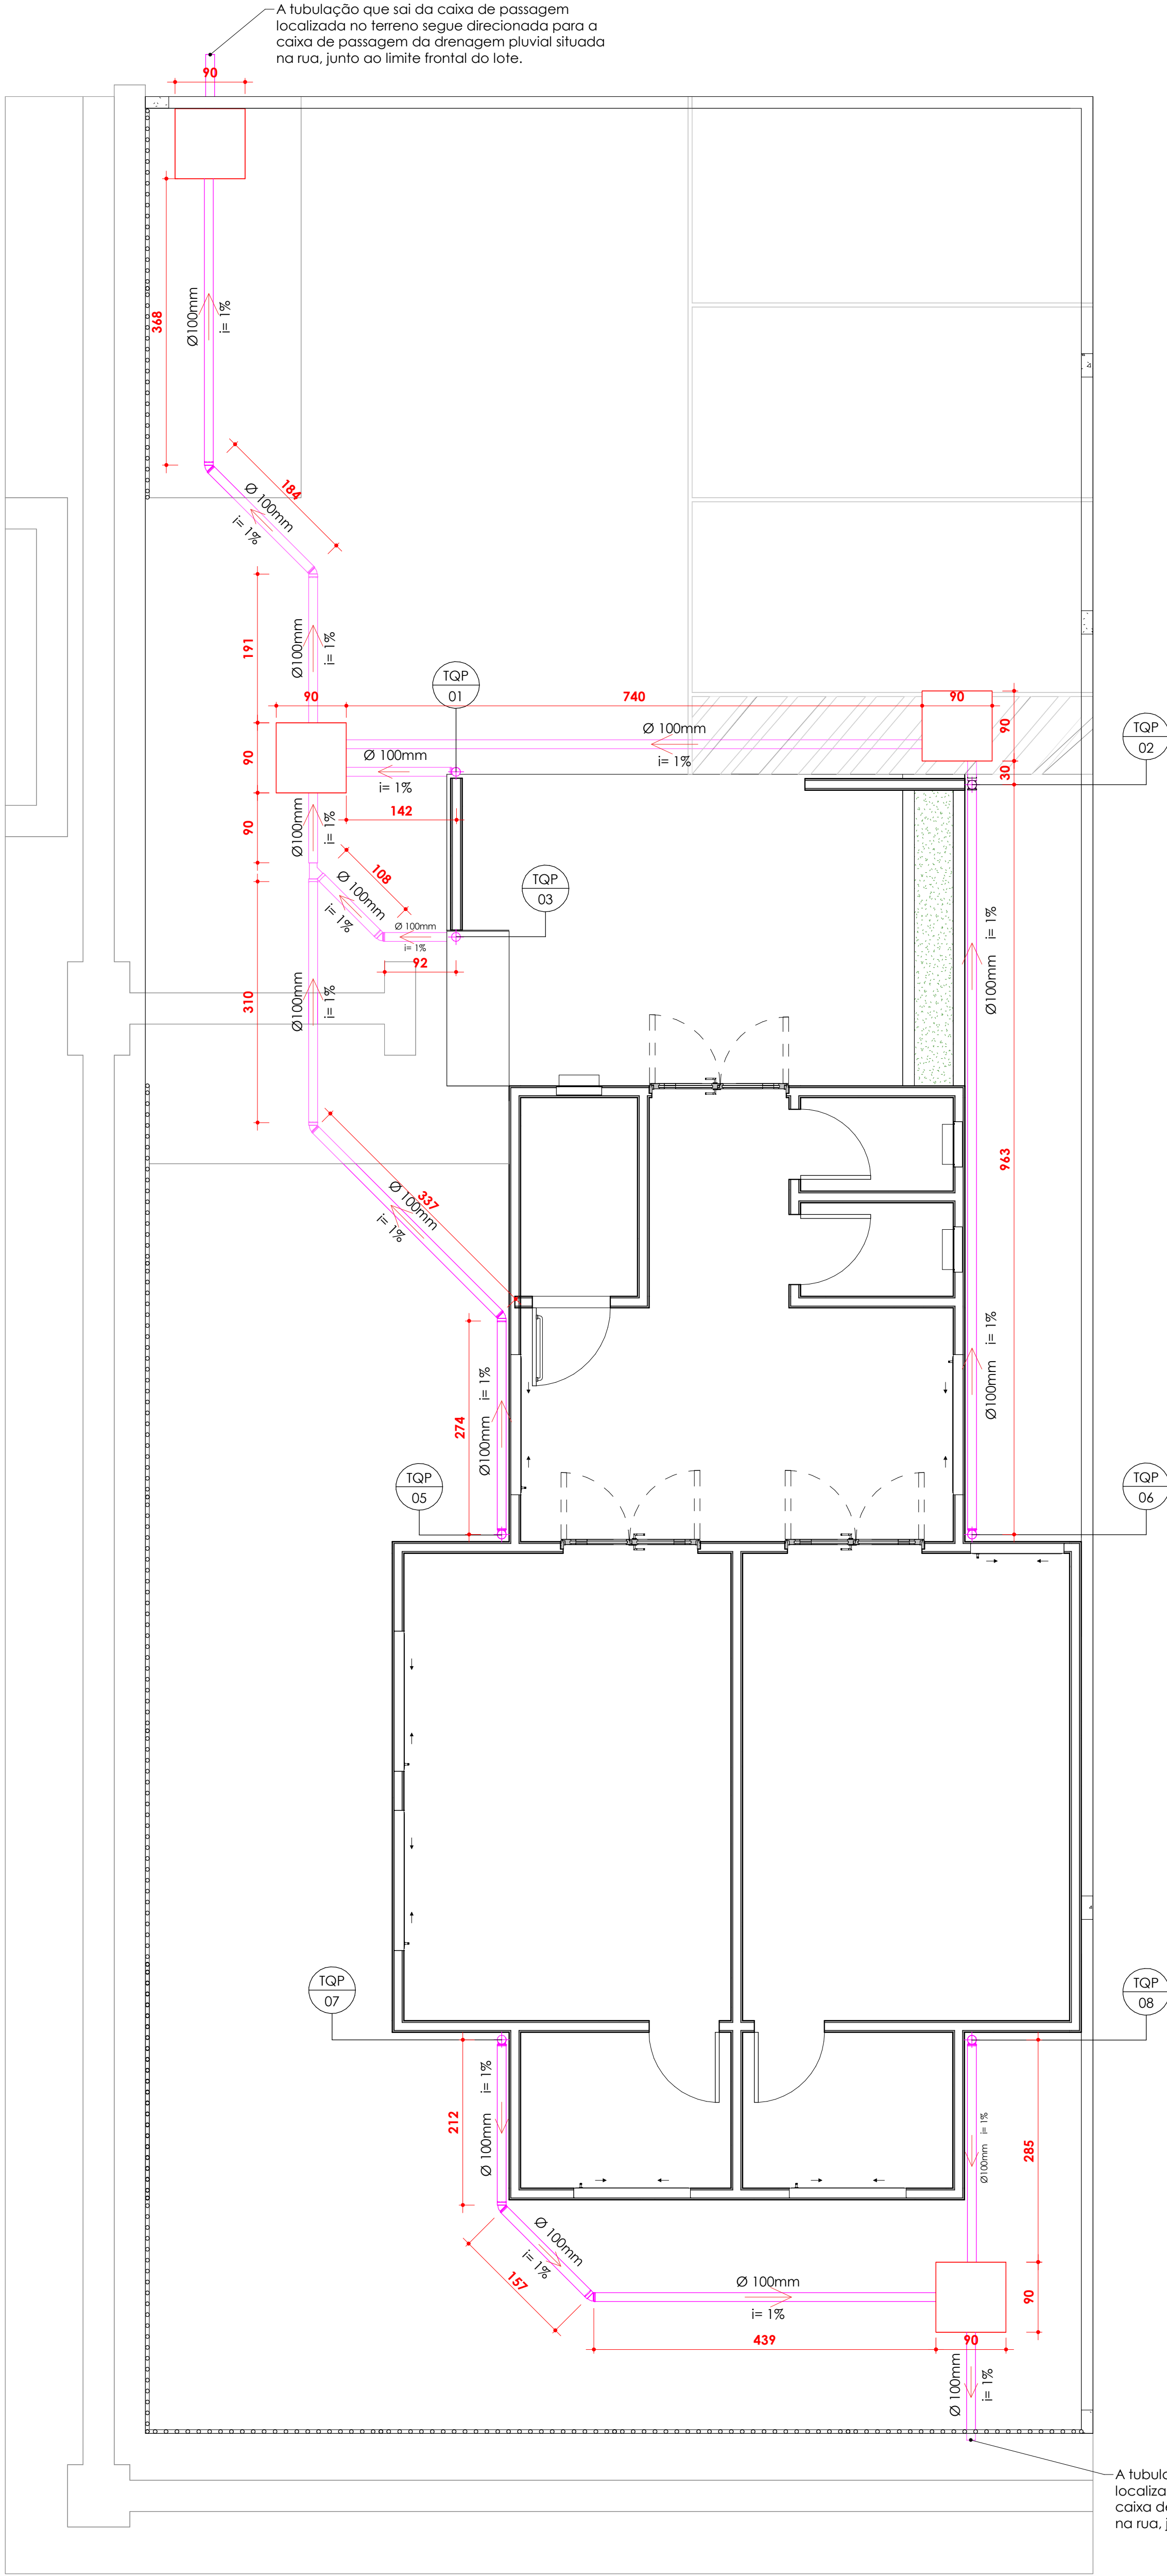 A tubulação que sai da caixa de passagem
localizada no terreno segue direcionada para a
caixa de passagem da drenagem pluvial situada
na rua, junto ao limite frontal do lote.
90
368
Ø100mm
i= 1%
184
Ø 100mm
i= 1%
191
Ø100mm
i= 1%
TQP
01
90
740
90
90
Ø 100mm
i= 1%
TQP
02
30
90
Ø 100mm
i= 1%
142
90
Ø100mm
i= 1%
108
Ø 100mm
i= 1%
TQP
03
Ø 100mm
i= 1%
92
310
Ø100mm
i= 1%
Ø100mm i= 1%
963
337
Ø 100mm
i= 1%
274
Ø100mm i= 1%
Ø100mm i= 1%
TQP
05
TQP
06
TQP
07
TQP
08
212
Ø 100mm i= 1%
Ø100mm i= 1%
285
157
Ø 100mm
i= 1%
Ø 100mm
i= 1%
439
90
90
Ø 100mm
i= 1%
A
caixa
na rua,